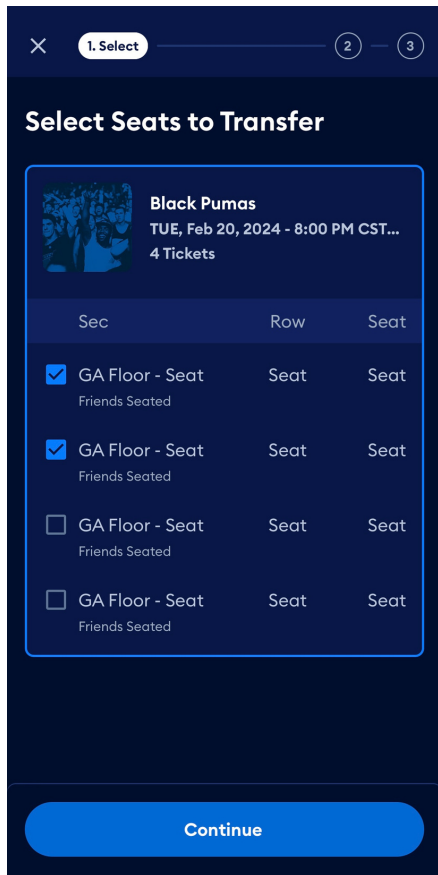 1. Select
2
3
Select Seats to Transfer
Black Pumas
TUE, Feb 20, 2024 - 8:00 PM CST...
4 Tickets
Sec Row Seat
GA Floor - Seat Seat Seat
Friends Seated
GA Floor - Seat Seat Seat
Friends Seated
GA Floor - Seat Seat Seat
Friends Seated
GA Floor - Seat Seat Seat
Friends Seated
Continue